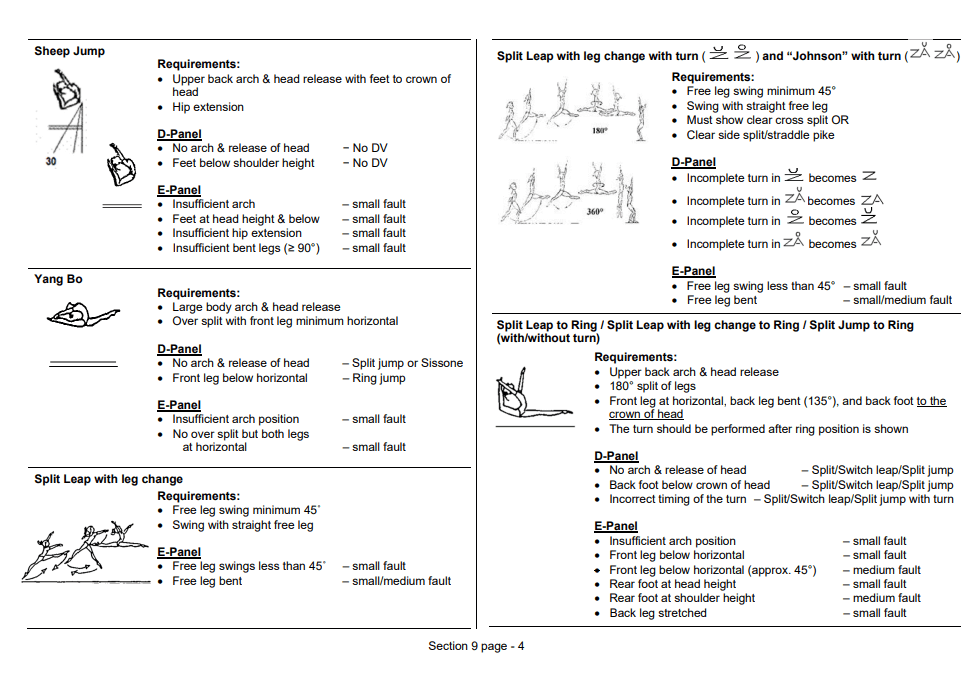 Sheep Jump
Requirements:
• Upper back arch & head release with feet to crown of
head
• Hip extension
D-Panel
• No arch & release of head – No DV
• Feet below shoulder height – No DV
30
E-Panel
• Insufficient arch – small fault
• Feet at head height & below – small fault
• Insufficient hip extension – small fault
• Insufficient bent legs (≥ 90°) – small fault
Yang Bo
Requirements:
• Large body arch & head release
• Over split with front leg minimum horizontal
D-Panel
• No arch & release of head – Split jump or Sissone
• Front leg below horizontal – Ring jump
E-Panel
• Insufficient arch position – small fault
• No over split but both legs
at horizontal – small fault
Split Leap with leg change
Requirements:
• Free leg swing minimum 45°
• Swing with straight free leg
E-Panel
• Free leg swings less than 45° – small fault
• Free leg bent – small/medium fault
Split Leap with leg change with turn ( ) and “Johnson” with turn ( )
Requirements:
• Free leg swing minimum 45°
• Swing with straight free leg
• Must show clear cross split OR
• Clear side split/straddle pike
180°
D-Panel
• Incomplete turn in becomes
• Incomplete turn in becomes
• Incomplete turn in becomes
• Incomplete turn in becomes
360°
E-Panel
• Free leg swing less than 45° – small fault
• Free leg bent – small/medium fault
Split Leap to Ring / Split Leap with leg change to Ring / Split Jump to Ring
(with/without turn)
Requirements:
• Upper back arch & head release
• 180° split of legs
• Front leg at horizontal, back leg bent (135°), and back foot to the
crown of head
• The turn should be performed after ring position is shown
D-Panel
• No arch & release of head – Split/Switch leap/Split jump
• Back foot below crown of head – Split/Switch leap/Split jump
• Incorrect timing of the turn – Split/Switch leap/Split jump with turn
E-Panel
• Insufficient arch position – small fault
• Front leg below horizontal – small fault
• Front leg below horizontal (approx. 45°) – medium fault
• Rear foot at head height – small fault
• Rear foot at shoulder height – medium fault
• Back leg stretched – small fault
Section 9 page - 4